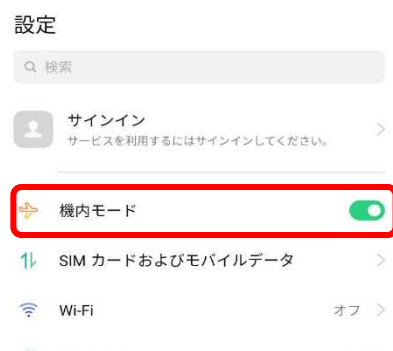 設定
検索
サインイン
サービスを利用するにはサインインしてください。
機内モード
SIM カードおよびモバイルデータ
Wi-Fi オフ